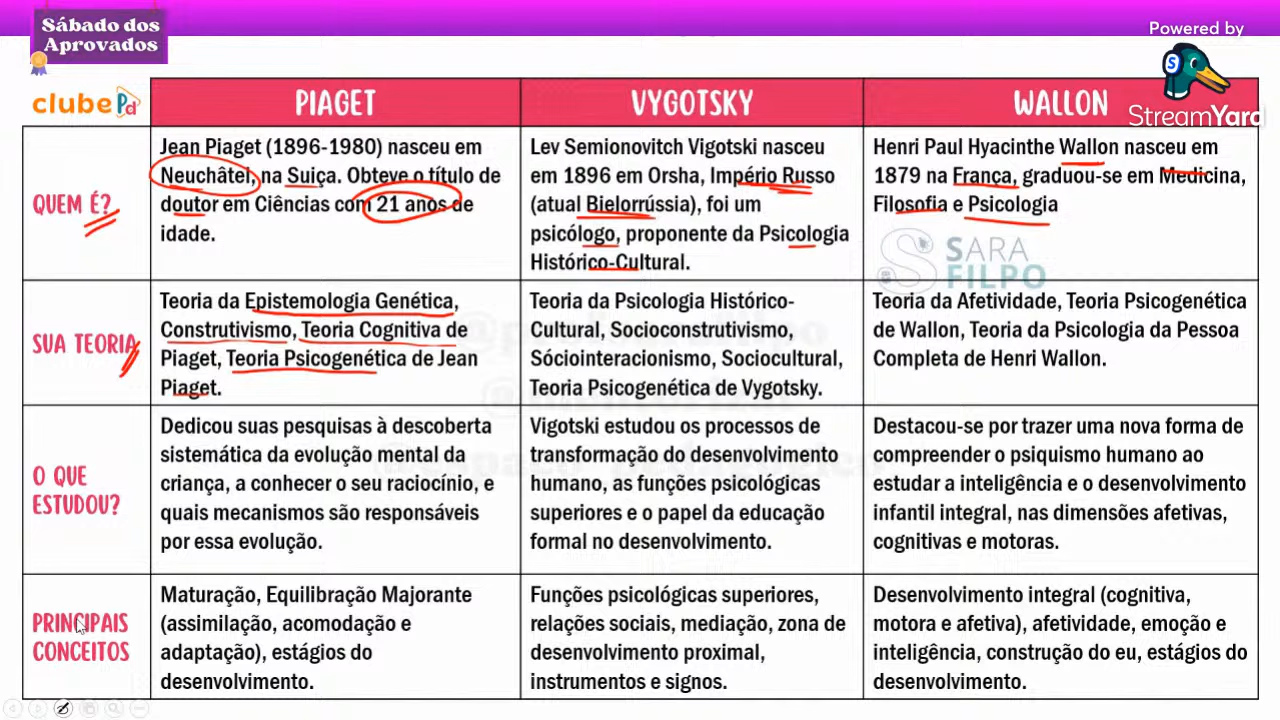 Sábado dos
Aprovados
Powered by
StreamYard
clube Pd
PIAGET
VYGOTSKY
WALLON
QUEM É?
Jean Piaget (1896-1980) nasceu em
Neuchâtel, na Suiça. Obteve o título de
doutor em Ciências com 21 anos de
idade.
Lev Semionovitch Vigotski nasceu
em 1896 em Orsha, Império Russo
(atual Bielorrússia), foi um
psicólogo, proponente da Psicologia
Histórico-Cultural.
Henri Paul Hyacinthe Wallon nasceu em
1879 na França, graduou-se em Medicina,
Filosofia e Psicologia
SARA
FILPO
SUA TEORIA
Teoria da Epistemologia Genética,
Construtivismo, Teoria Cognitiva de
Piaget, Teoria Psicogenética de Jean
Piaget.
Teoria da Psicologia Histórico-
Cultural, Socioconstrutivismo,
Sóciointeracionismo, Sociocultural,
Teoria Psicogenética de Vygotsky.
Teoria da Afetividade, Teoria Psicogenética
de Wallon, Teoria da Psicologia da Pessoa
Completa de Henri Wallon.
O QUE
ESTUDOU?
Dedicou suas pesquisas à descoberta
sistemática da evolução mental da
criança, a conhecer o seu raciocínio, e
quais mecanismos são responsáveis
por essa evolução.
Vigotski estudou os processos de
transformação do desenvolvimento
humano, as funções psicológicas
superiores e o papel da educação
formal no desenvolvimento.
Destacou-se por trazer uma nova forma de
compreender o psiquismo humano ao
estudar a inteligência e o desenvolvimento
infantil integral, nas dimensões afetivas,
cognitivas e motoras.
PRINCIPAIS
CONCEITOS
Maturação, Equilibração Majorante
(assimilação, acomodação e
adaptação), estágios do
desenvolvimento.
Funções psicológicas superiores,
relações sociais, mediação, zona de
desenvolvimento proximal,
instrumentos e signos.
Desenvolvimento integral (cognitiva,
motora e afetiva), afetividade, emoção e
inteligência, construção do eu, estágios do
desenvolvimento.